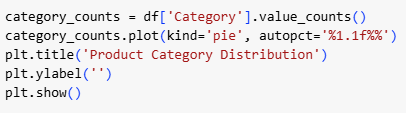 category_counts = df['Category'].value_counts()
category_counts.plot(kind='pie', autopct='%1.1f%%')
plt.title('Product Category Distribution')
plt.ylabel('')
plt.show()